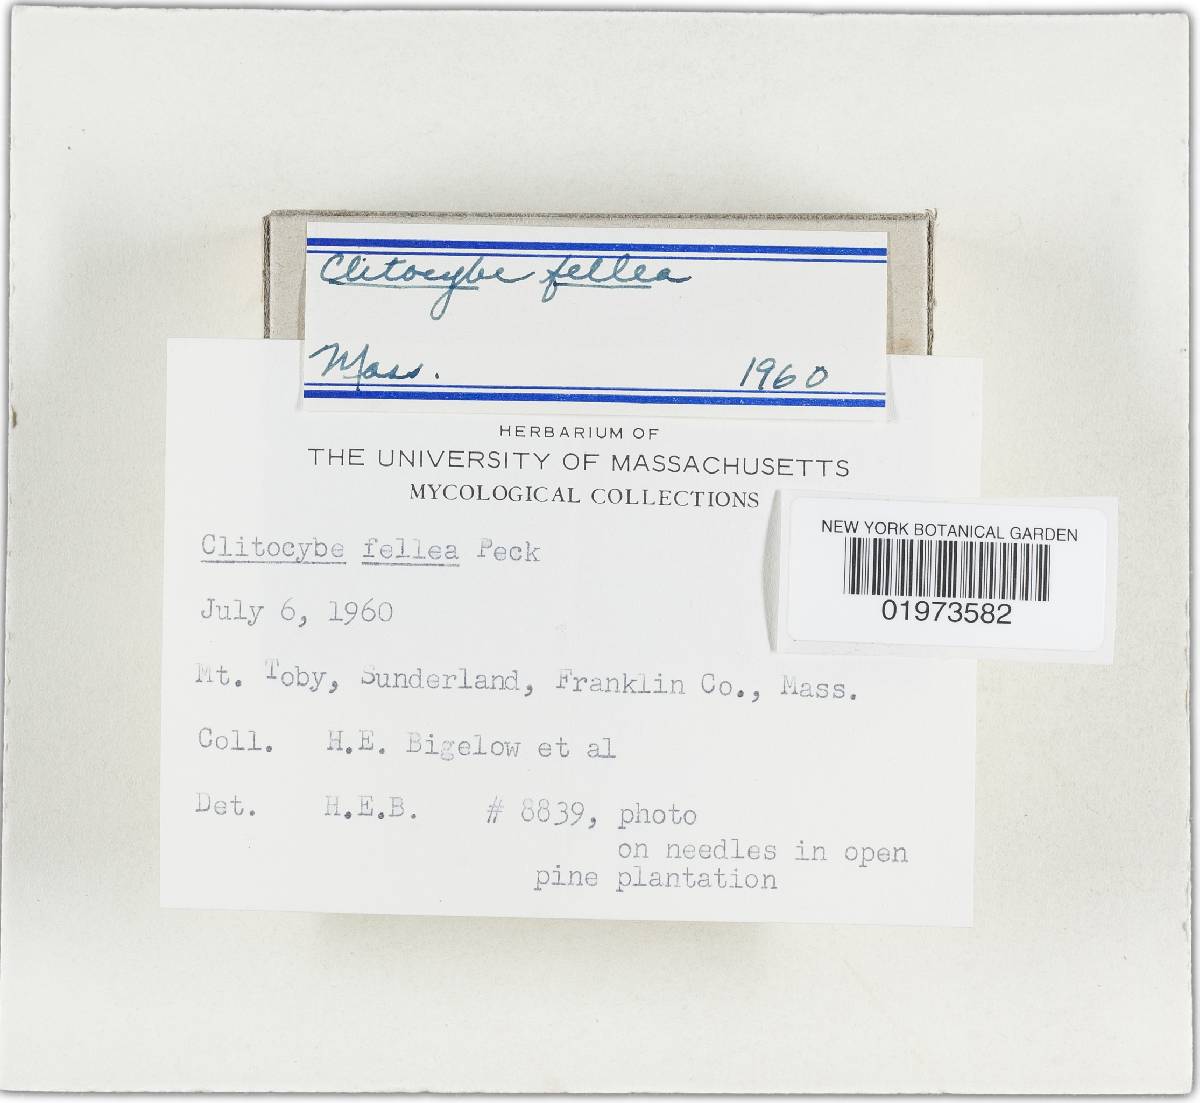 Clitocybe fellea
Mass. 1960
HERBARIUM OF
THE UNIVERSITY OF MASSACHUSETTS
MYCOLOGICAL COLLECTIONS
NEW YORK BOTANICAL GARDEN
01973582
Clitocybe fellea Peck
July 6, 1960
Mt. Toby, Sunderland, Franklin Co., Mass.
Coll. H.E. Bigelow et al
Det. H.E.B. # 8839, photo
on needles in open
pine plantation